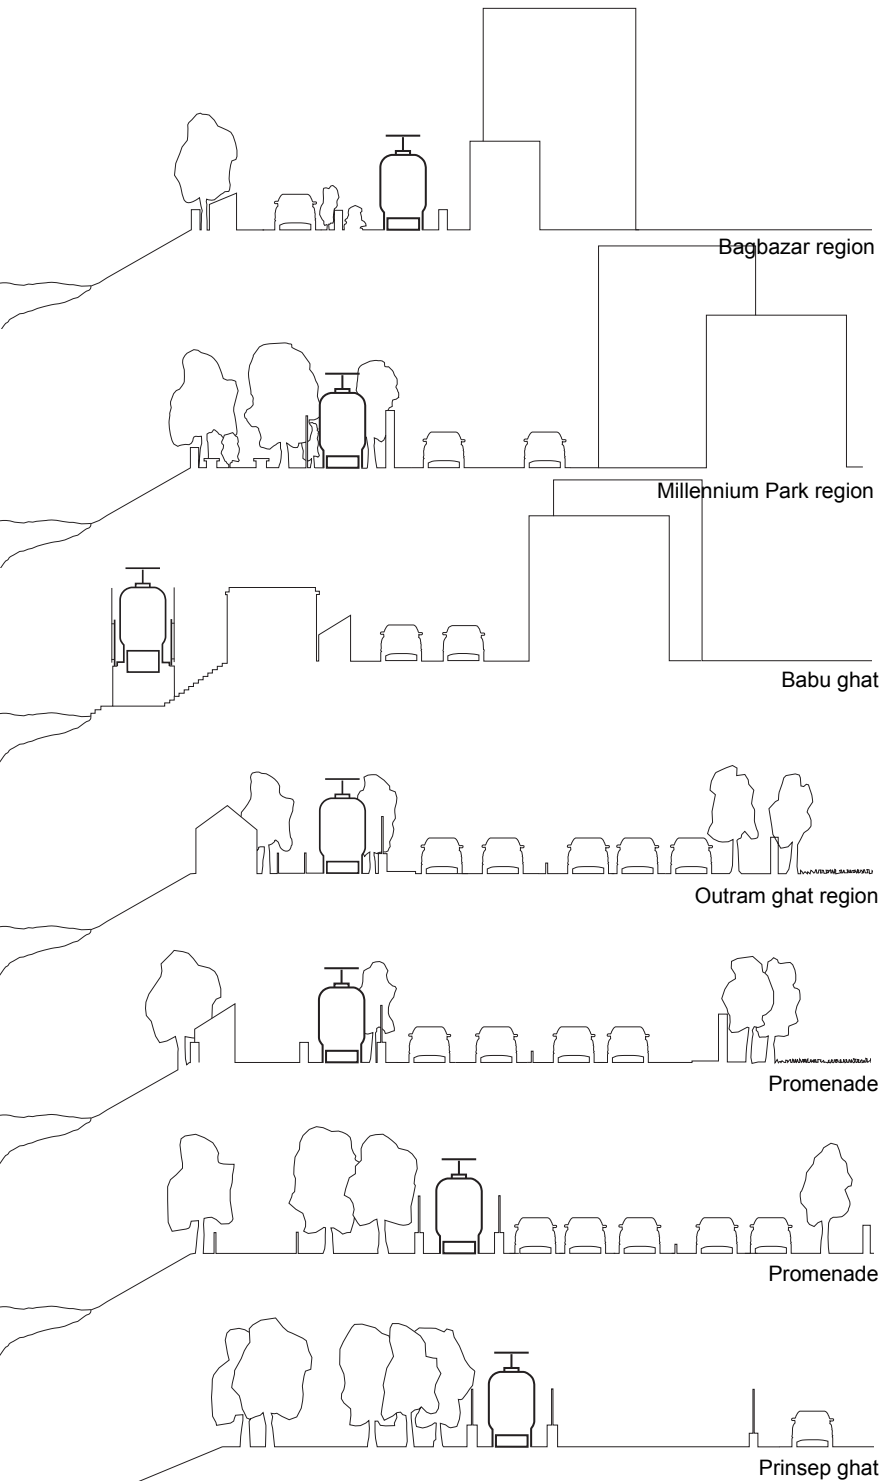 Bagbazar region
Millennium Park region
Babu ghat
Outram ghat region
Promenade
Promenade
Prinsep ghat